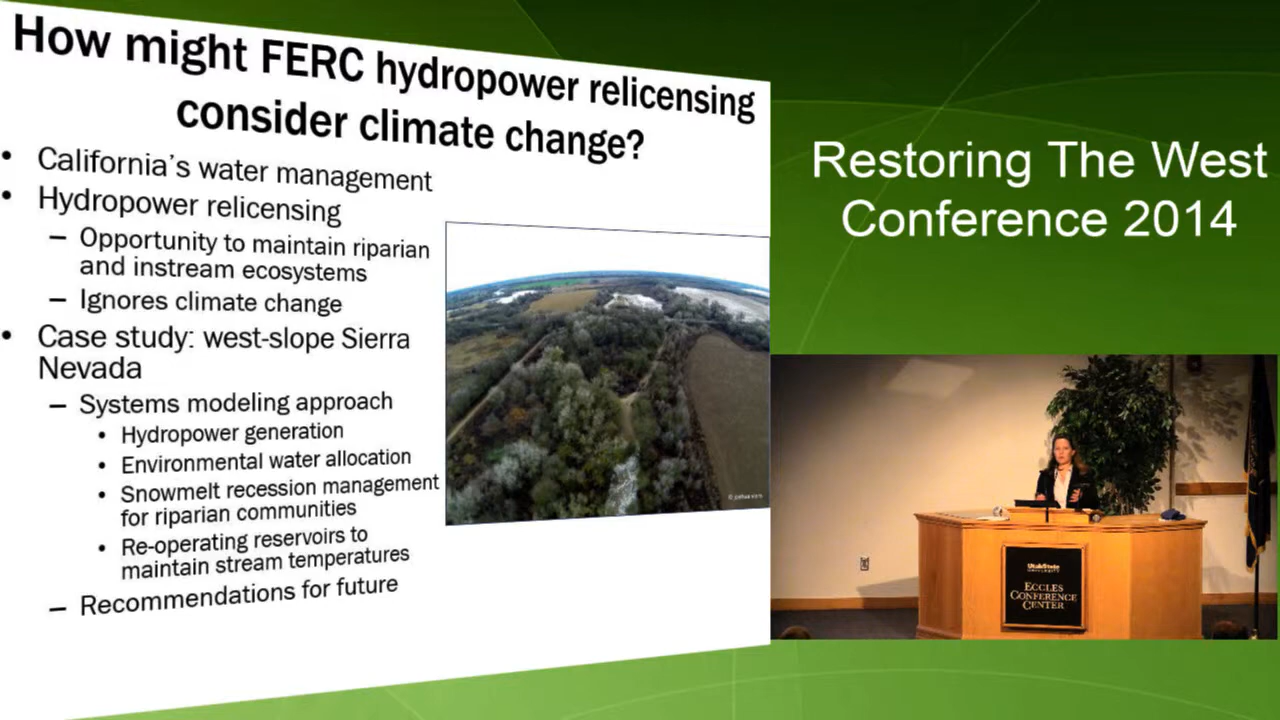 How might FERC hydropower relicensing
consider climate change?
• California's water management
• Hydropower relicensing
– Opportunity to maintain riparian
and instream ecosystems
– Ignores climate change
• Case study: west-slope Sierra
Nevada
– Systems modeling approach
• Hydropower generation
• Environmental water allocation
• Snowmelt recession management
for riparian communities
• Re-operating reservoirs to
maintain stream temperatures
– Recommendations for future
Restoring The West
Conference 2014
UtahState
UNIVERSITY
ECCLES
CONFERENCE
CENTER